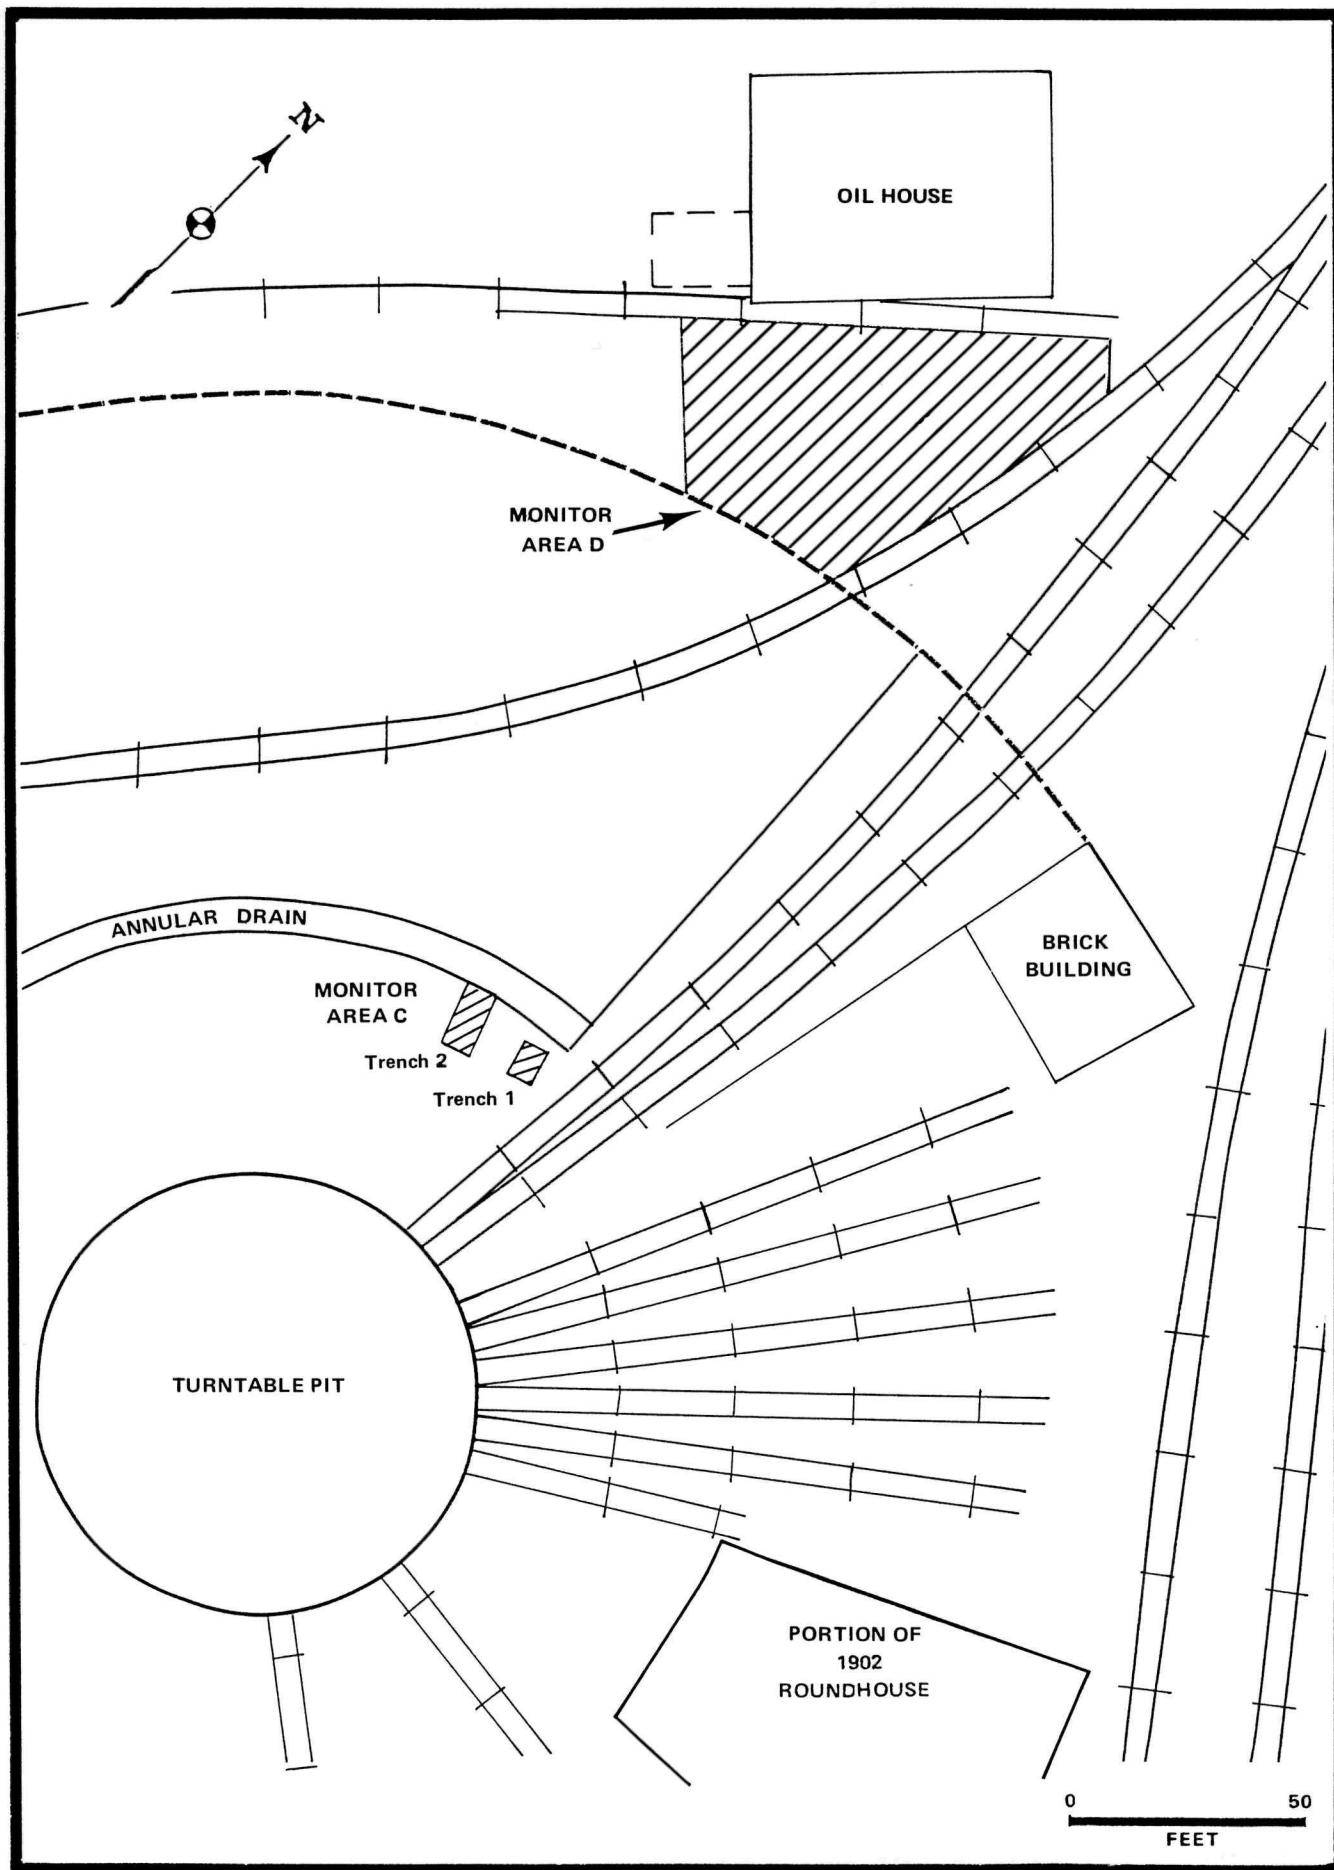 N
OIL HOUSE
MONITOR
AREA D
ANNULAR DRAIN
MONITOR
AREA C
Trench 2
Trench 1
BRICK
BUILDING
TURNTABLE PIT
PORTION OF
1902
ROUNDHOUSE
0 50
FEET